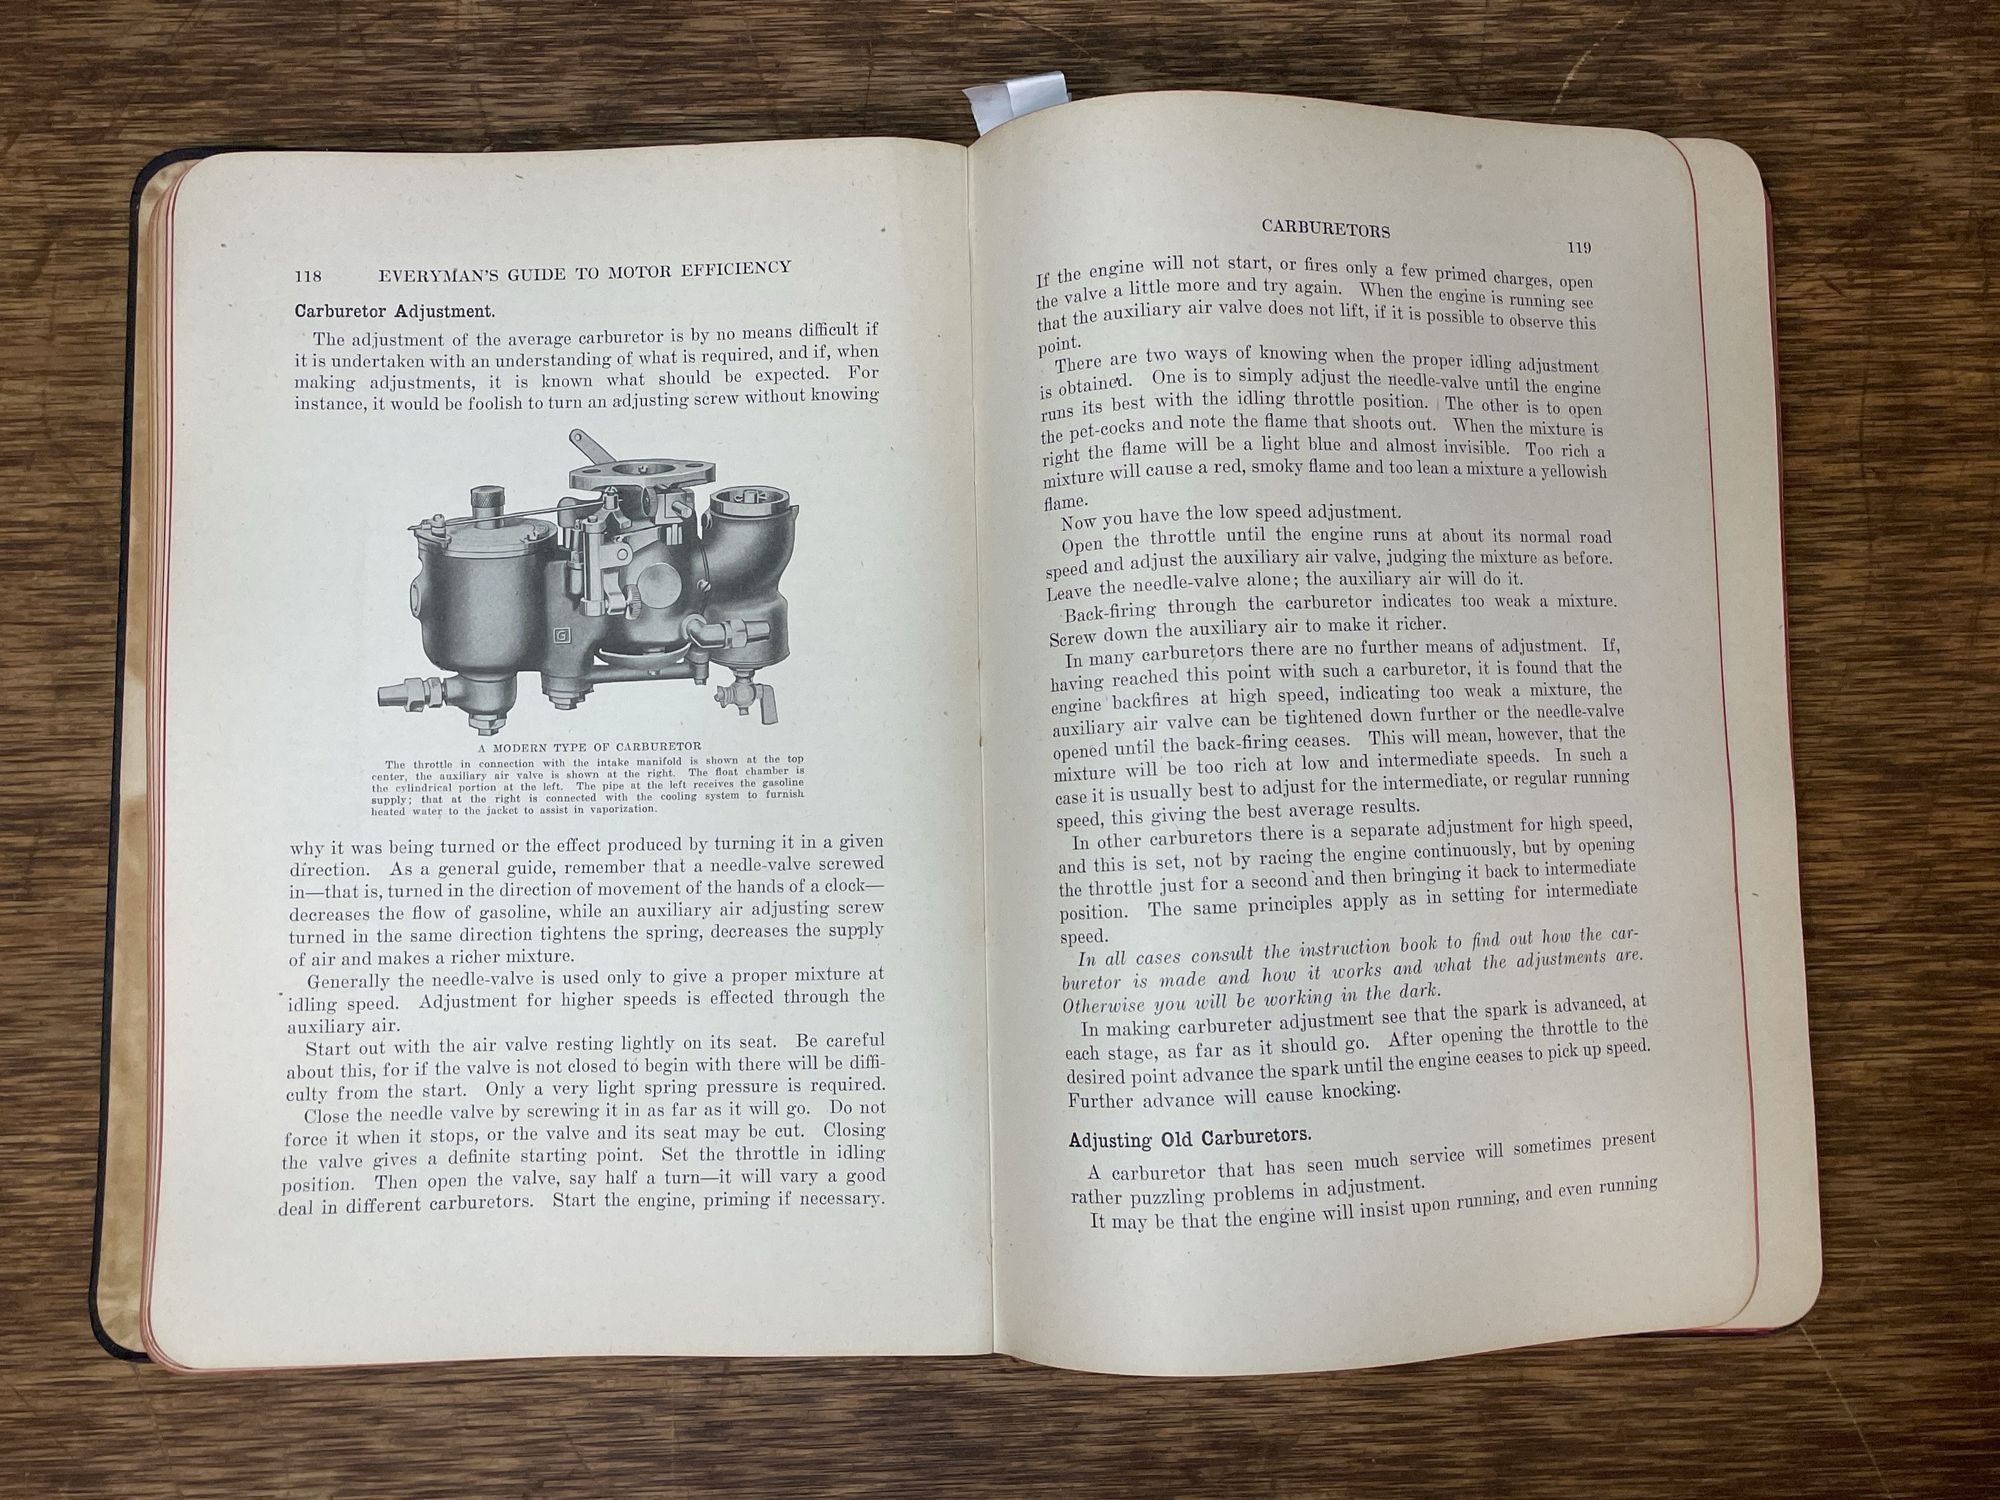 118 EVERYMAN'S GUIDE TO MOTOR EFFICIENCY
Carburetor Adjustment.
The adjustment of the average carburetor is by no means difficult if
it is undertaken with an understanding of what is required, and if, when
making adjustments, it is known what should be expected. For
instance, it would be foolish to turn an adjusting screw without knowing
G
A MODERN TYPE OF CARBURETOR
The throttle in connection with the intake manifold is shown at the top
center, the auxiliary air valve is shown at the right. The float chamber is
the cylindrical portion at the left. The pipe at the left receives the gasoline
supply; that at the right is connected with the cooling system to furnish
heated water to the jacket to assist in vaporization.
why it was being turned or the effect produced by turning it in a given
direction. As a general guide, remember that a needle-valve screwed
in—that is, turned in the direction of movement of the hands of a clock—
decreases the flow of gasoline, while an auxiliary air adjusting screw
turned in the same direction tightens the spring, decreases the supply
of air and makes a richer mixture.
Generally the needle-valve is used only to give a proper mixture at
idling speed. Adjustment for higher speeds is effected through the
auxiliary air.
Start out with the air valve resting lightly on its seat. Be careful
about this, for if the valve is not closed to begin with there will be diffi-
culty from the start. Only a very light spring pressure is required.
Close the needle valve by screwing it in as far as it will go. Do not
force it when it stops, or the valve and its seat may be cut. Closing
the valve gives a definite starting point. Set the throttle in idling
position. Then open the valve, say half a turn—it will vary a good
deal in different carburetors. Start the engine, priming if necessary.
CARBURETORS 119
If the engine will not start, or fires only a few primed charges, open
the valve a little more and try again. When the engine is running see
that the auxiliary air valve does not lift, if it is possible to observe this
point.
There are two ways of knowing when the proper idling adjustment
is obtained. One is to simply adjust the needle-valve until the engine
runs its best with the idling throttle position. The other is to open
the pet-cocks and note the flame that shoots out. When the mixture is
right the flame will be a light blue and almost invisible. Too rich a
mixture will cause a red, smoky flame and too lean a mixture a yellowish
flame.
Now you have the low speed adjustment.
Open the throttle until the engine runs at about its normal road
speed and adjust the auxiliary air valve, judging the mixture as before.
Leave the needle-valve alone; the auxiliary air will do it.
Back-firing through the carburetor indicates too weak a mixture.
Screw down the auxiliary air to make it richer.
In many carburetors there are no further means of adjustment. If,
having reached this point with such a carburetor, it is found that the
engine backfires at high speed, indicating too weak a mixture, the
auxiliary air valve can be tightened down further or the needle-valve
opened until the back-firing ceases. This will mean, however, that the
mixture will be too rich at low and intermediate speeds. In such a
case it is usually best to adjust for the intermediate, or regular running
speed, this giving the best average results.
In other carburetors there is a separate adjustment for high speed,
and this is set, not by racing the engine continuously, but by opening
the throttle just for a second and then bringing it back to intermediate
position. The same principles apply as in setting for intermediate
speed.
In all cases consult the instruction book to find out how the car-
buretor is made and how it works and what the adjustments are.
Otherwise you will be working in the dark.
In making carbureter adjustment see that the spark is advanced, at
each stage, as far as it should go. After opening the throttle to the
desired point advance the spark until the engine ceases to pick up speed.
Further advance will cause knocking.
Adjusting Old Carburetors.
A carburetor that has seen much service will sometimes present
rather puzzling problems in adjustment.
It may be that the engine will insist upon running, and even running